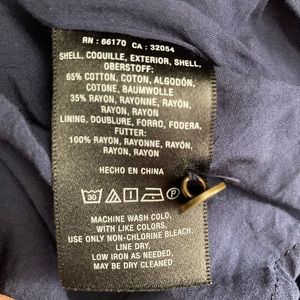 RN : 66170 CA : 32054
SHELL, COQUILLE, EXTERIOR, SHELL,
OBERSTOFF:
65% COTTON, COTON, ALGODÓN,
COTONE, BAUMWOLLE
35% RAYON, RAYONNE, RAYÓN,
RAYON, RAYON
LINING, DOUBLURE, FORRO, FODERA,
FUTTER:
100% RAYON, RAYONNE, RAYÓN,
RAYON, RAYON
HECHO EN CHINA
30 P
MACHINE WASH COLD.
WITH LIKE COLORS.
USE ONLY NON-CHLORINE BLEACH.
LINE DRY,
LOW IRON AS NEEDED.
MAY BE DRY CLEANED